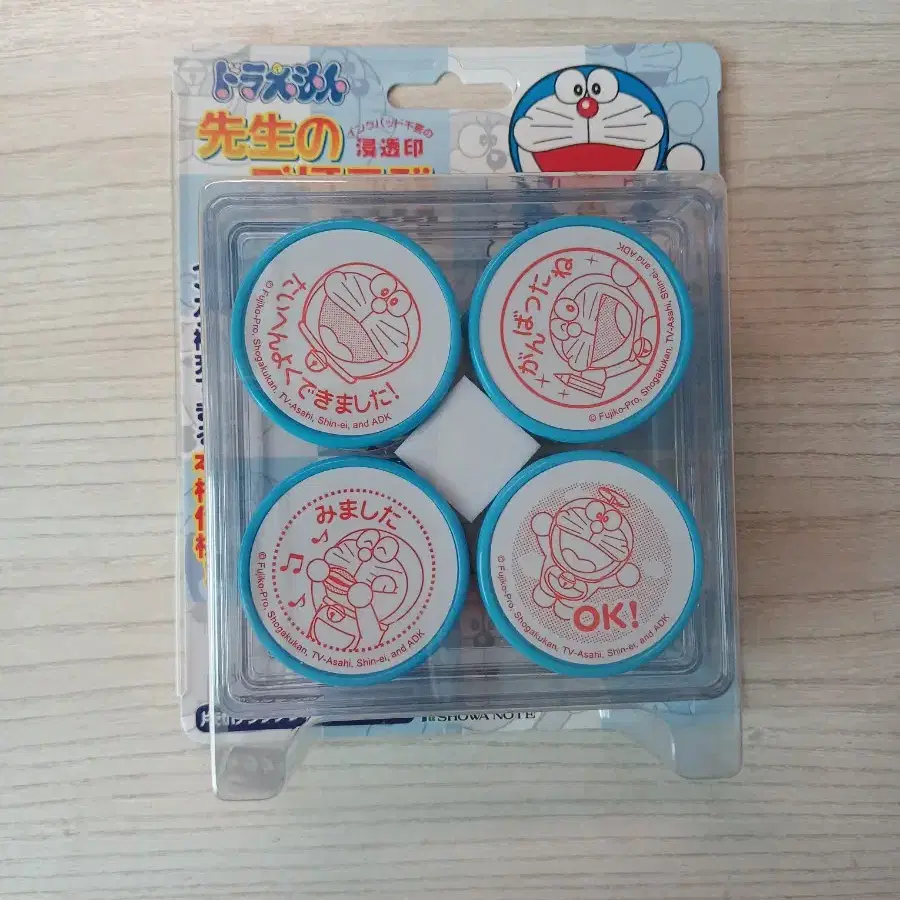 ドラえもん
先生の
インクパッド不要の
浸透印
たいへんよくできました!
© Fujiko-Pro, Shogakukan, TV-Asahi, Shin-ei, and ADK
がんばったね
© Fujiko-Pro, Shogakukan, TV-Asahi, Shin-ei, and ADK
みました
© Fujiko-Pro, Shogakukan, TV-Asahi, Shin-ei, and ADK
OK!
© Fujiko-Pro, Shogakukan, TV-Asahi, Shin-ei, and ADK
SHOWA NOTE